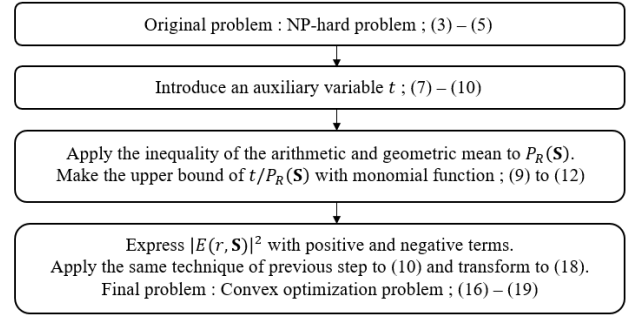 Original problem : NP-hard problem ; (3) – (5)
Introduce an auxiliary variable t ; (7) – (10)
Apply the inequality of the arithmetic and geometric mean to P_R(S).
Make the upper bound of t/P_R(S) with monomial function ; (9) to (12)
Express |E(r, S)|² with positive and negative terms.
Apply the same technique of previous step to (10) and transform to (18).
Final problem : Convex optimization problem ; (16) – (19)